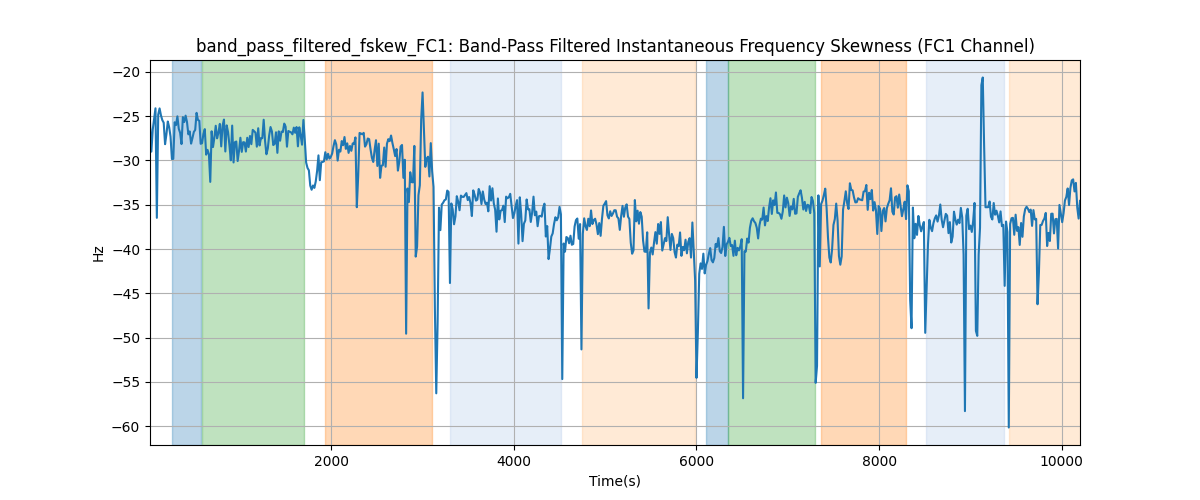 band_pass_filtered_fskew_FC1: Band-Pass Filtered Instantaneous Frequency Skewness (FC1 Channel)
−20
−25
−30
−35
−40
−45
−50
−55
−60
Hz
2000 4000 6000 8000 10000
Time(s)